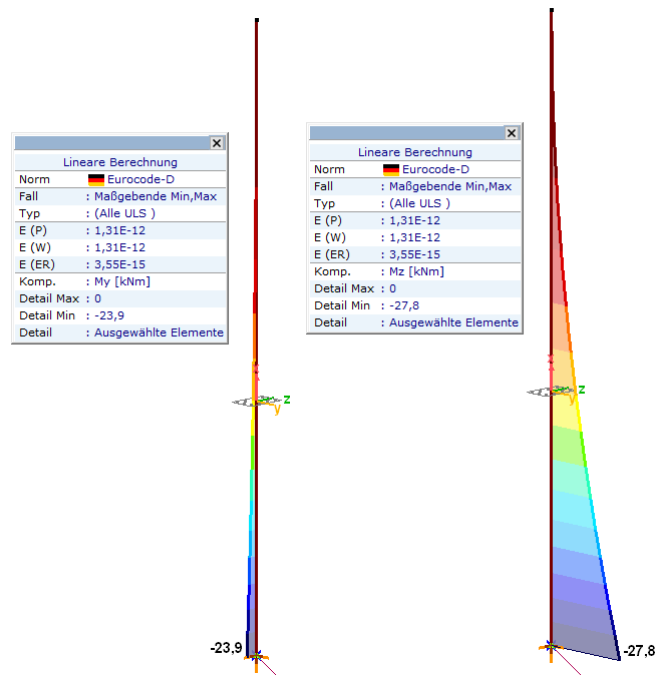 Lineare Berechnung
Norm Eurocode-D
Fall : Maßgebende Min,Max
Typ : (Alle ULS )
E (P) : 1,31E-12
E (W) : 1,31E-12
E (ER) : 3,55E-15
Komp. : My [kNm]
Detail Max : 0
Detail Min : -23,9
Detail : Ausgewählte Elemente
z
y
-23,9
Lineare Berechnung
Norm Eurocode-D
Fall : Maßgebende Min,Max
Typ : (Alle ULS )
E (P) : 1,31E-12
E (W) : 1,31E-12
E (ER) : 3,55E-15
Komp. : Mz [kNm]
Detail Max : 0
Detail Min : -27,8
Detail : Ausgewählte Elemente
z
y
-27,8